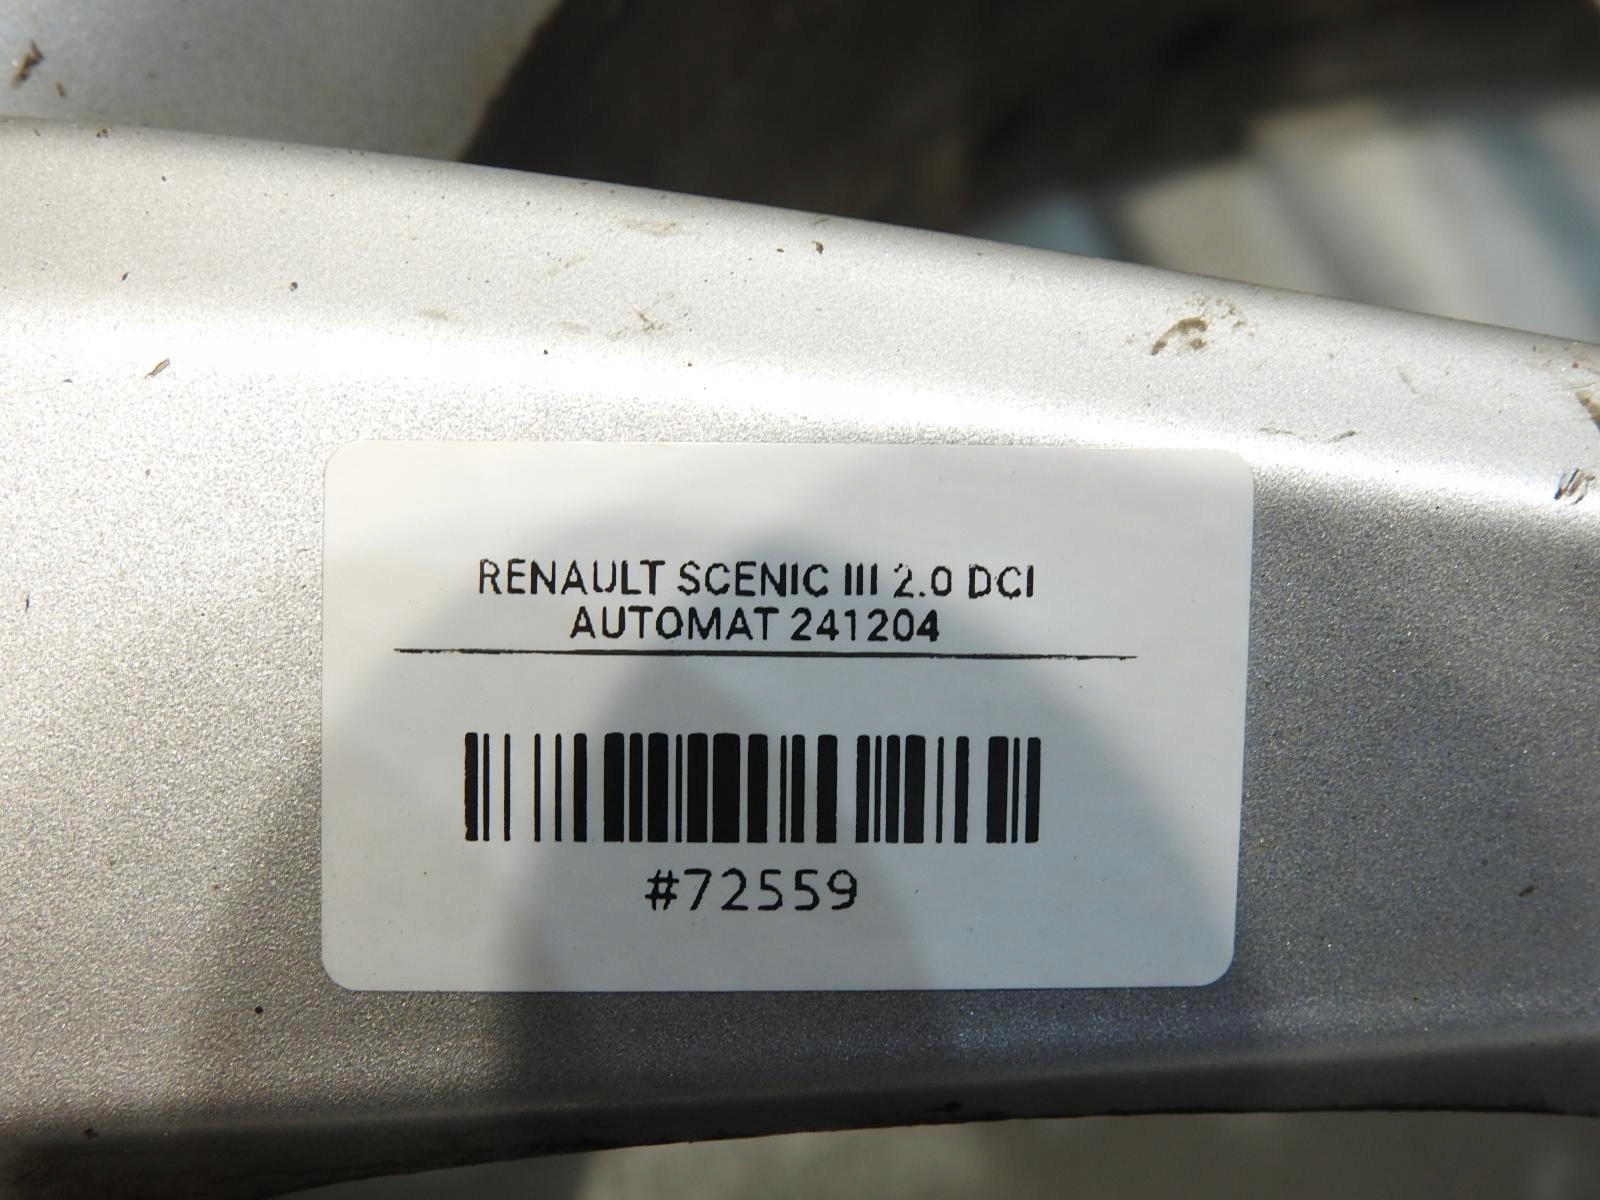 RENAULT SCENIC III 2.0 DCI
AUTOMAT 241204
#72559